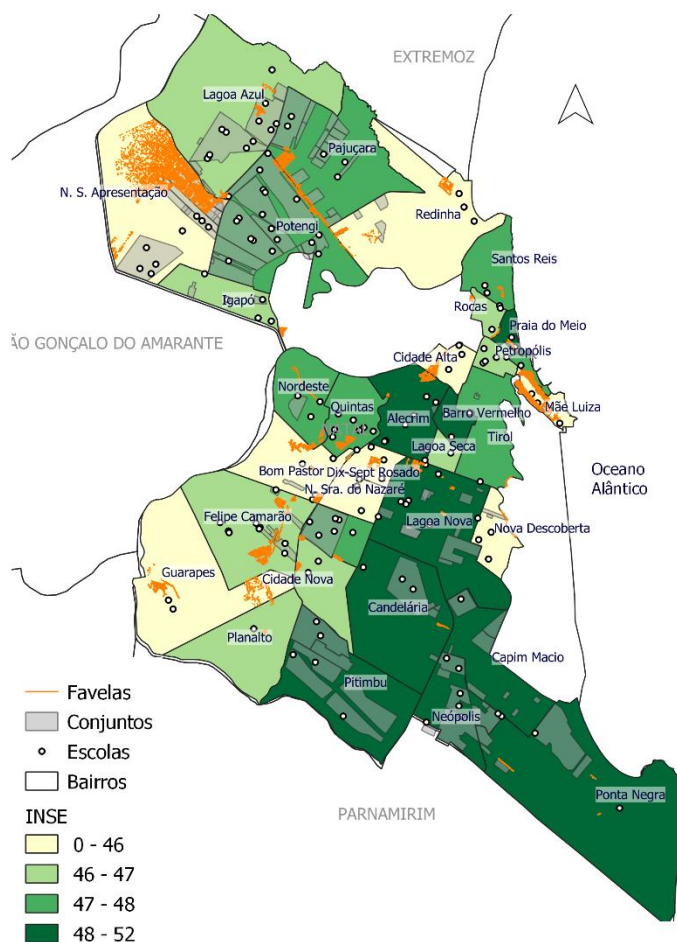 EXTREMOZ
Lagoa Azul
Pajuçara
N. S. Apresentação
Redinha
Potengi
Santos Reis
Igapó
Rocas
Praia do Meio
ÃO GONÇALO DO AMARANTE
Cidade Alta
Petropólis
Nordeste
Quintas
Mãe Luiza
Alecrim
Barro Vermelho
Tirol
Lagoa Seca
Bom Pastor
Dix-Sept Rosado
Oceano
Alântico
N. Sra. do Nazaré
Felipe Camarão
Lagoa Nova
Nova Descoberta
Guarapes
Cidade Nova
Candelária
Planalto
Capim Macio
Pitimbu
Neópolis
Ponta Negra
PARNAMIRIM
Favelas
Conjuntos
Escolas
Bairros
INSE
0 - 46
46 - 47
47 - 48
48 - 52